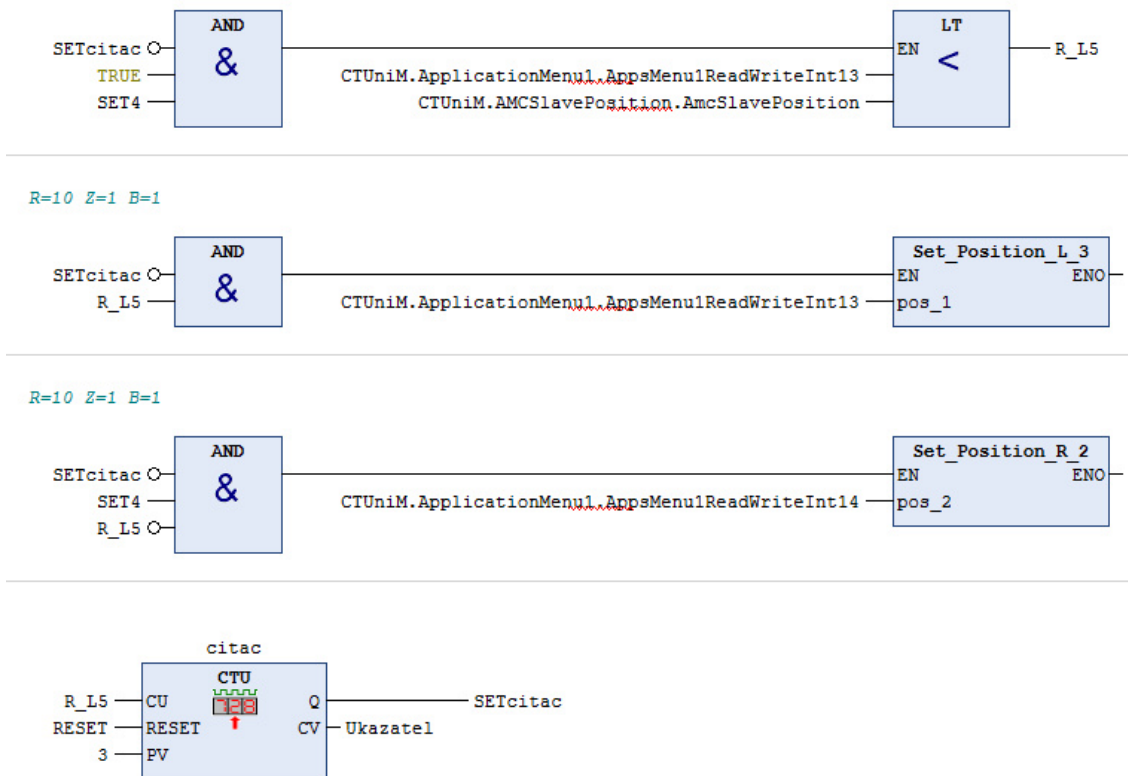 AND
LT
SETcitac
&
EN
<
R_L5
TRUE
CTUniM.ApplicationMenu1.AppsMenu1ReadWriteInt13
SET4
CTUniM.AMCSlavePosition.AmcSlavePosition
R=10 Z=1 B=1
AND
Set_Position_L_3
SETcitac
&
EN
ENO
R_L5
CTUniM.ApplicationMenu1.AppsMenu1ReadWriteInt13
pos_1
R=10 Z=1 B=1
AND
Set_Position_R_2
SETcitac
&
EN
ENO
SET4
CTUniM.ApplicationMenu1.AppsMenu1ReadWriteInt14
pos_2
R_L5
citac
CTU
R_L5
CU
728
Q
SETcitac
RESET
RESET
CV
Ukazatel
3
PV